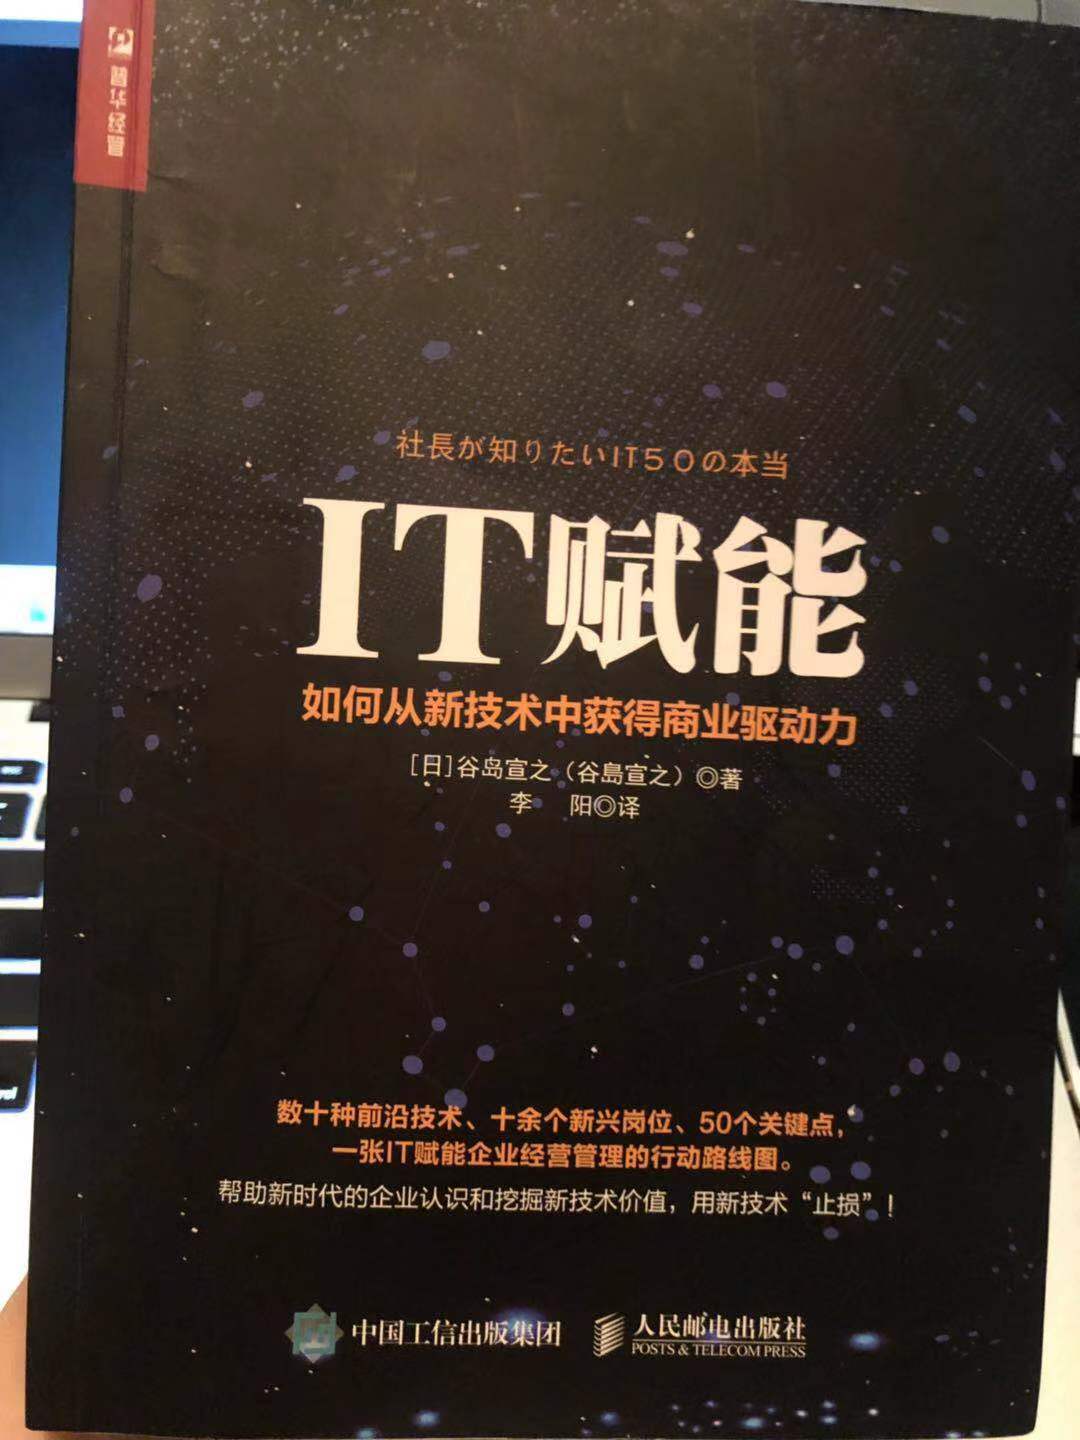 普华经管
社長が知りたいIT50の本当
IT赋能
如何从新技术中获得商业驱动力
[日]谷岛宣之（谷島宣之）◎著
李 阳◎译
数十种前沿技术、十余个新兴岗位、50个关键点，
一张IT赋能企业经营管理的行动路线图。
帮助新时代的企业认识和挖掘新技术价值，用新技术“止损”！
中国工信出版集团
人民邮电出版社
POSTS & TELECOM PRESS